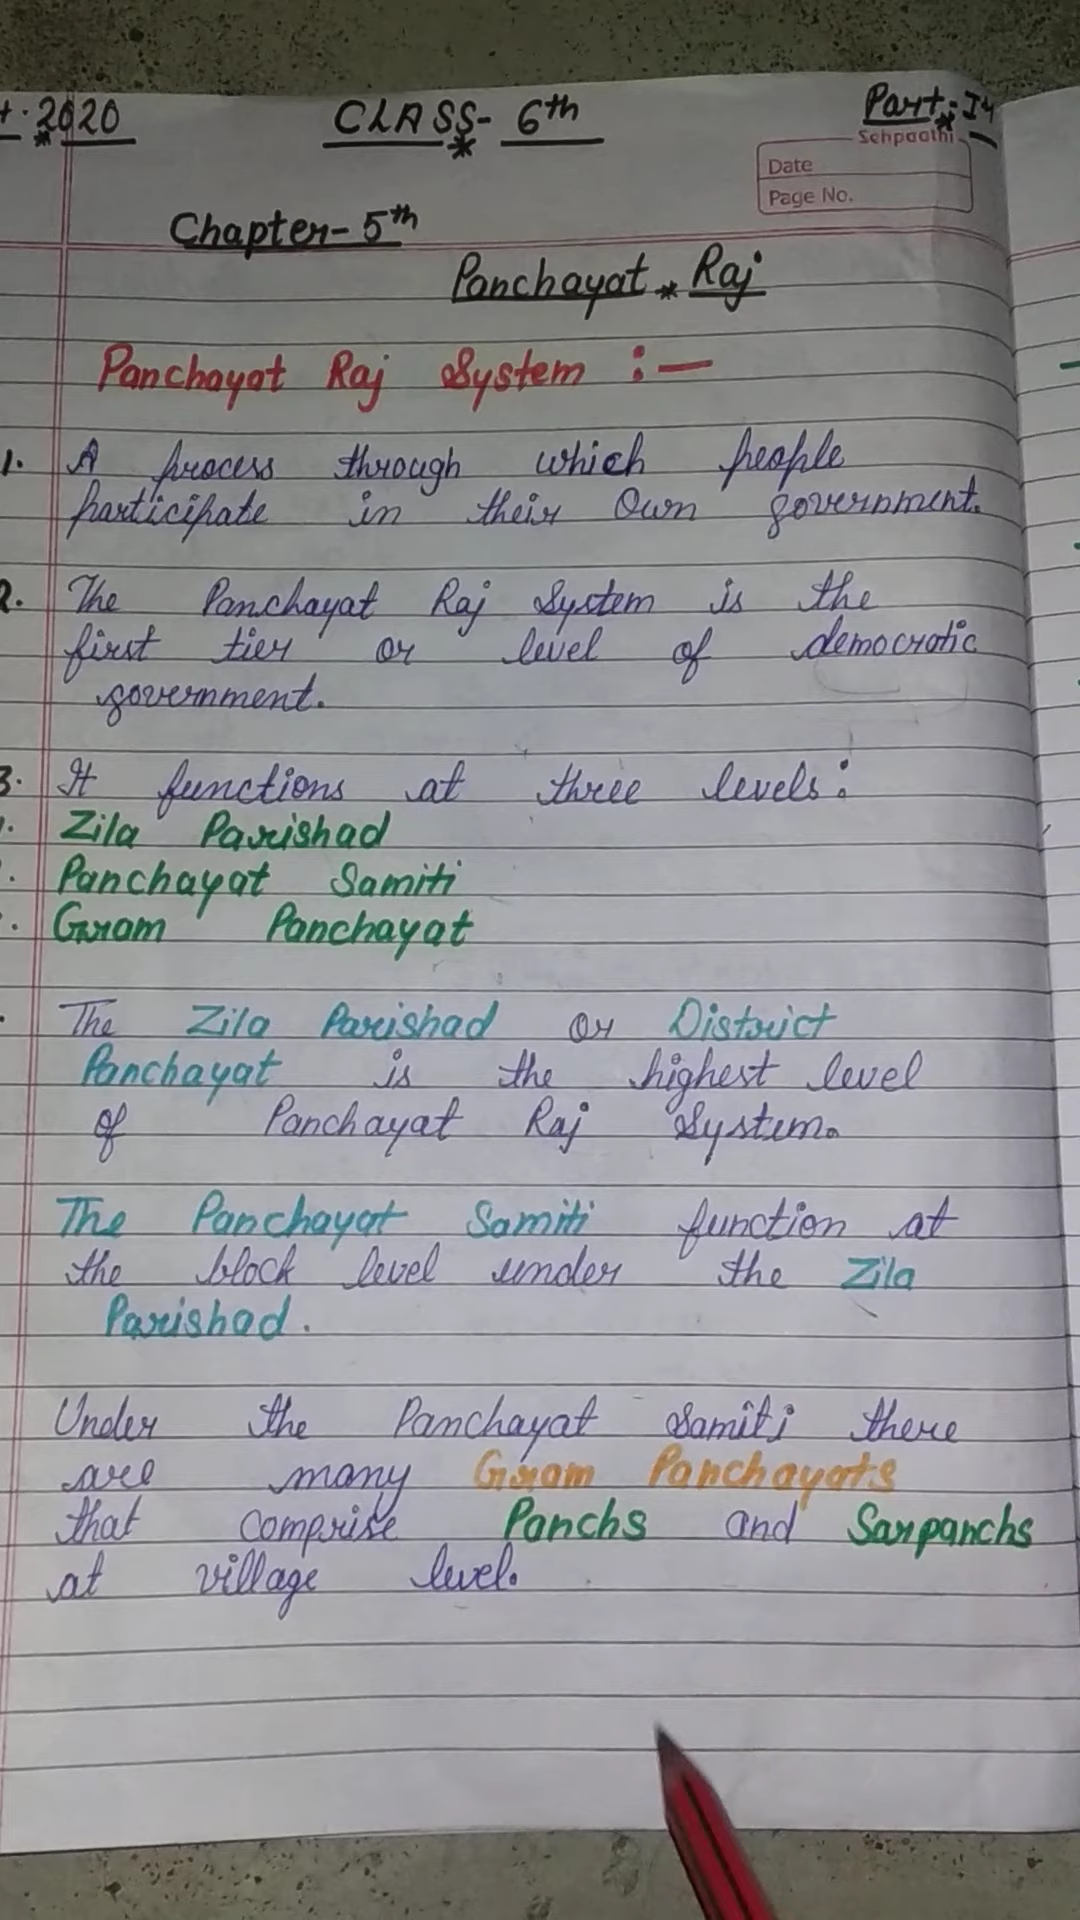 2020
CLASS- 6th
Part-
Sehpaathi
Date
Page No.
Chapter- 5th
Panchayat Raj
Panchayat Raj System :—
1. A process through which people
participate in their own government.
2. The Panchayat Raj System is the
first tier or level of democratic
government.
3. It functions at three levels:
Zila Parishad
Panchayat Samiti
Gram Panchayat
The Zila Parishad or District
Panchayat is the highest level
of Panchayat Raj System.
The Panchayat Samiti function at
the block level under the Zila
Parishad.
Under the Panchayat Samiti there
are many Gram Panchayats
that comprise Panchs and Sarpanchs
at village level.